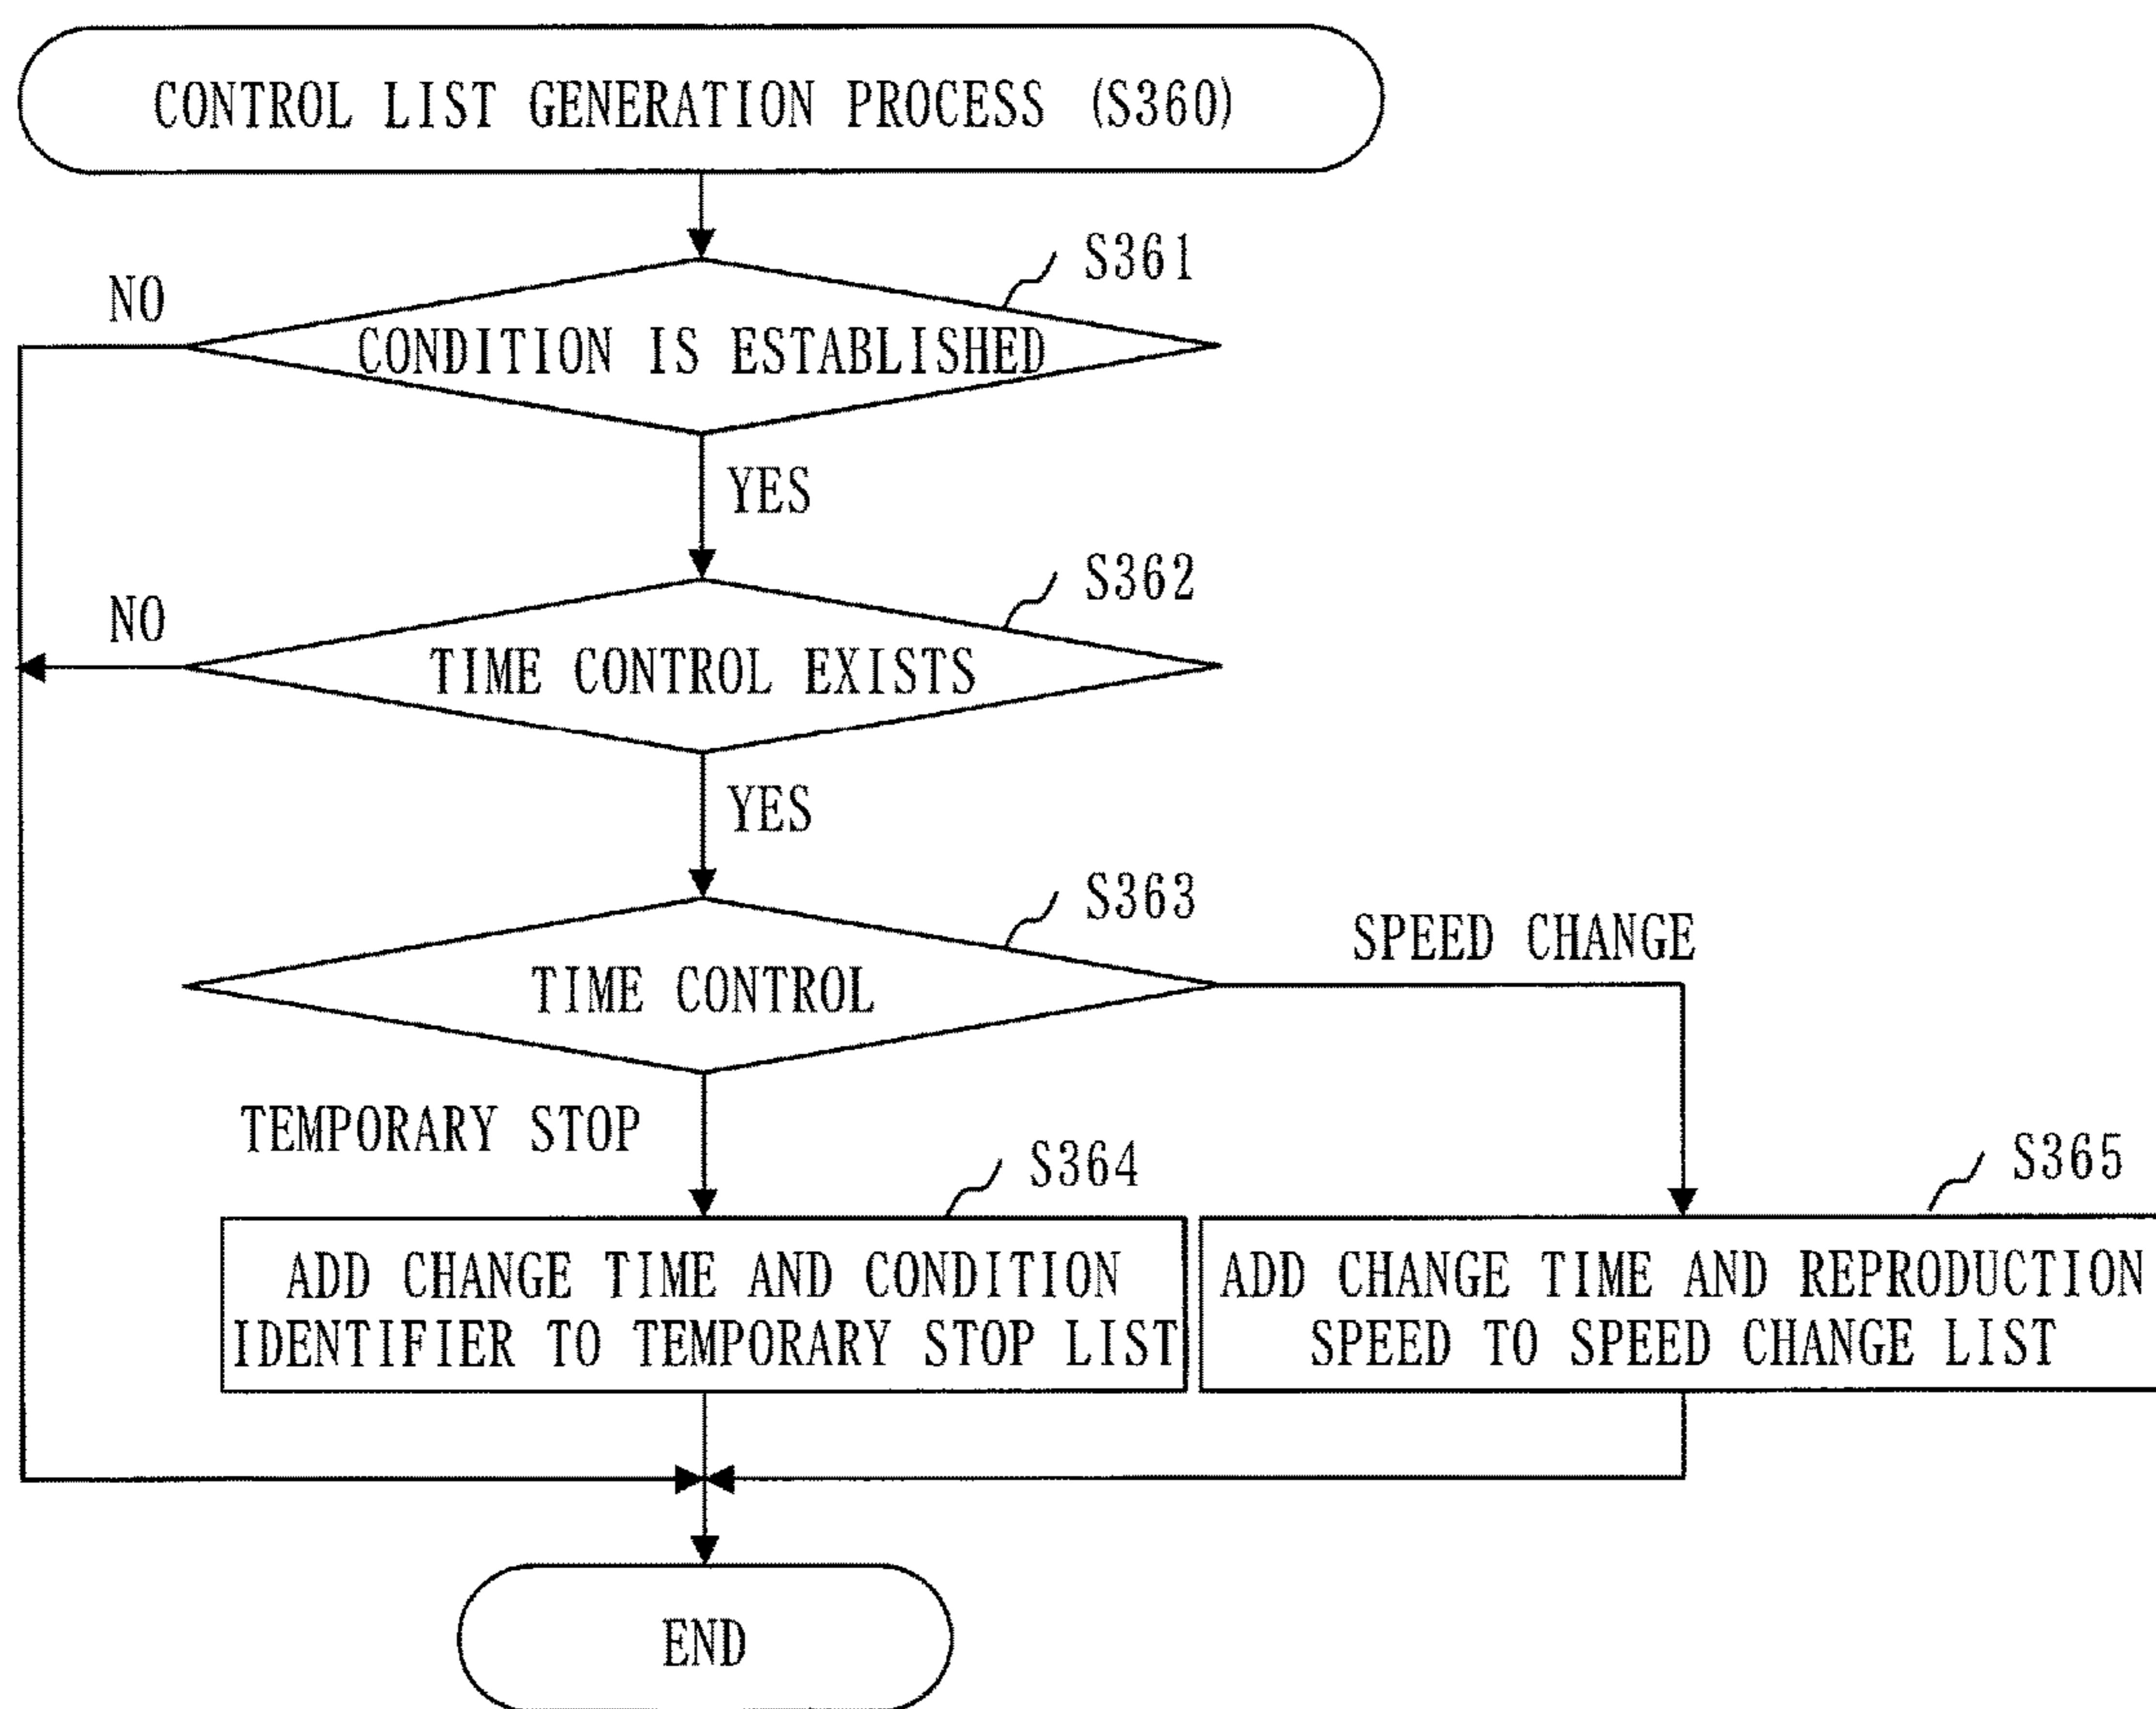 CONTROL LIST GENERATION PROCESS (S360)
S361
NO
CONDITION IS ESTABLISHED
YES
S362
NO
TIME CONTROL EXISTS
YES
S363
SPEED CHANGE
TIME CONTROL
TEMPORARY STOP
S364
S365
ADD CHANGE TIME AND CONDITION
IDENTIFIER TO TEMPORARY STOP LIST
ADD CHANGE TIME AND REPRODUCTION
SPEED TO SPEED CHANGE LIST
END